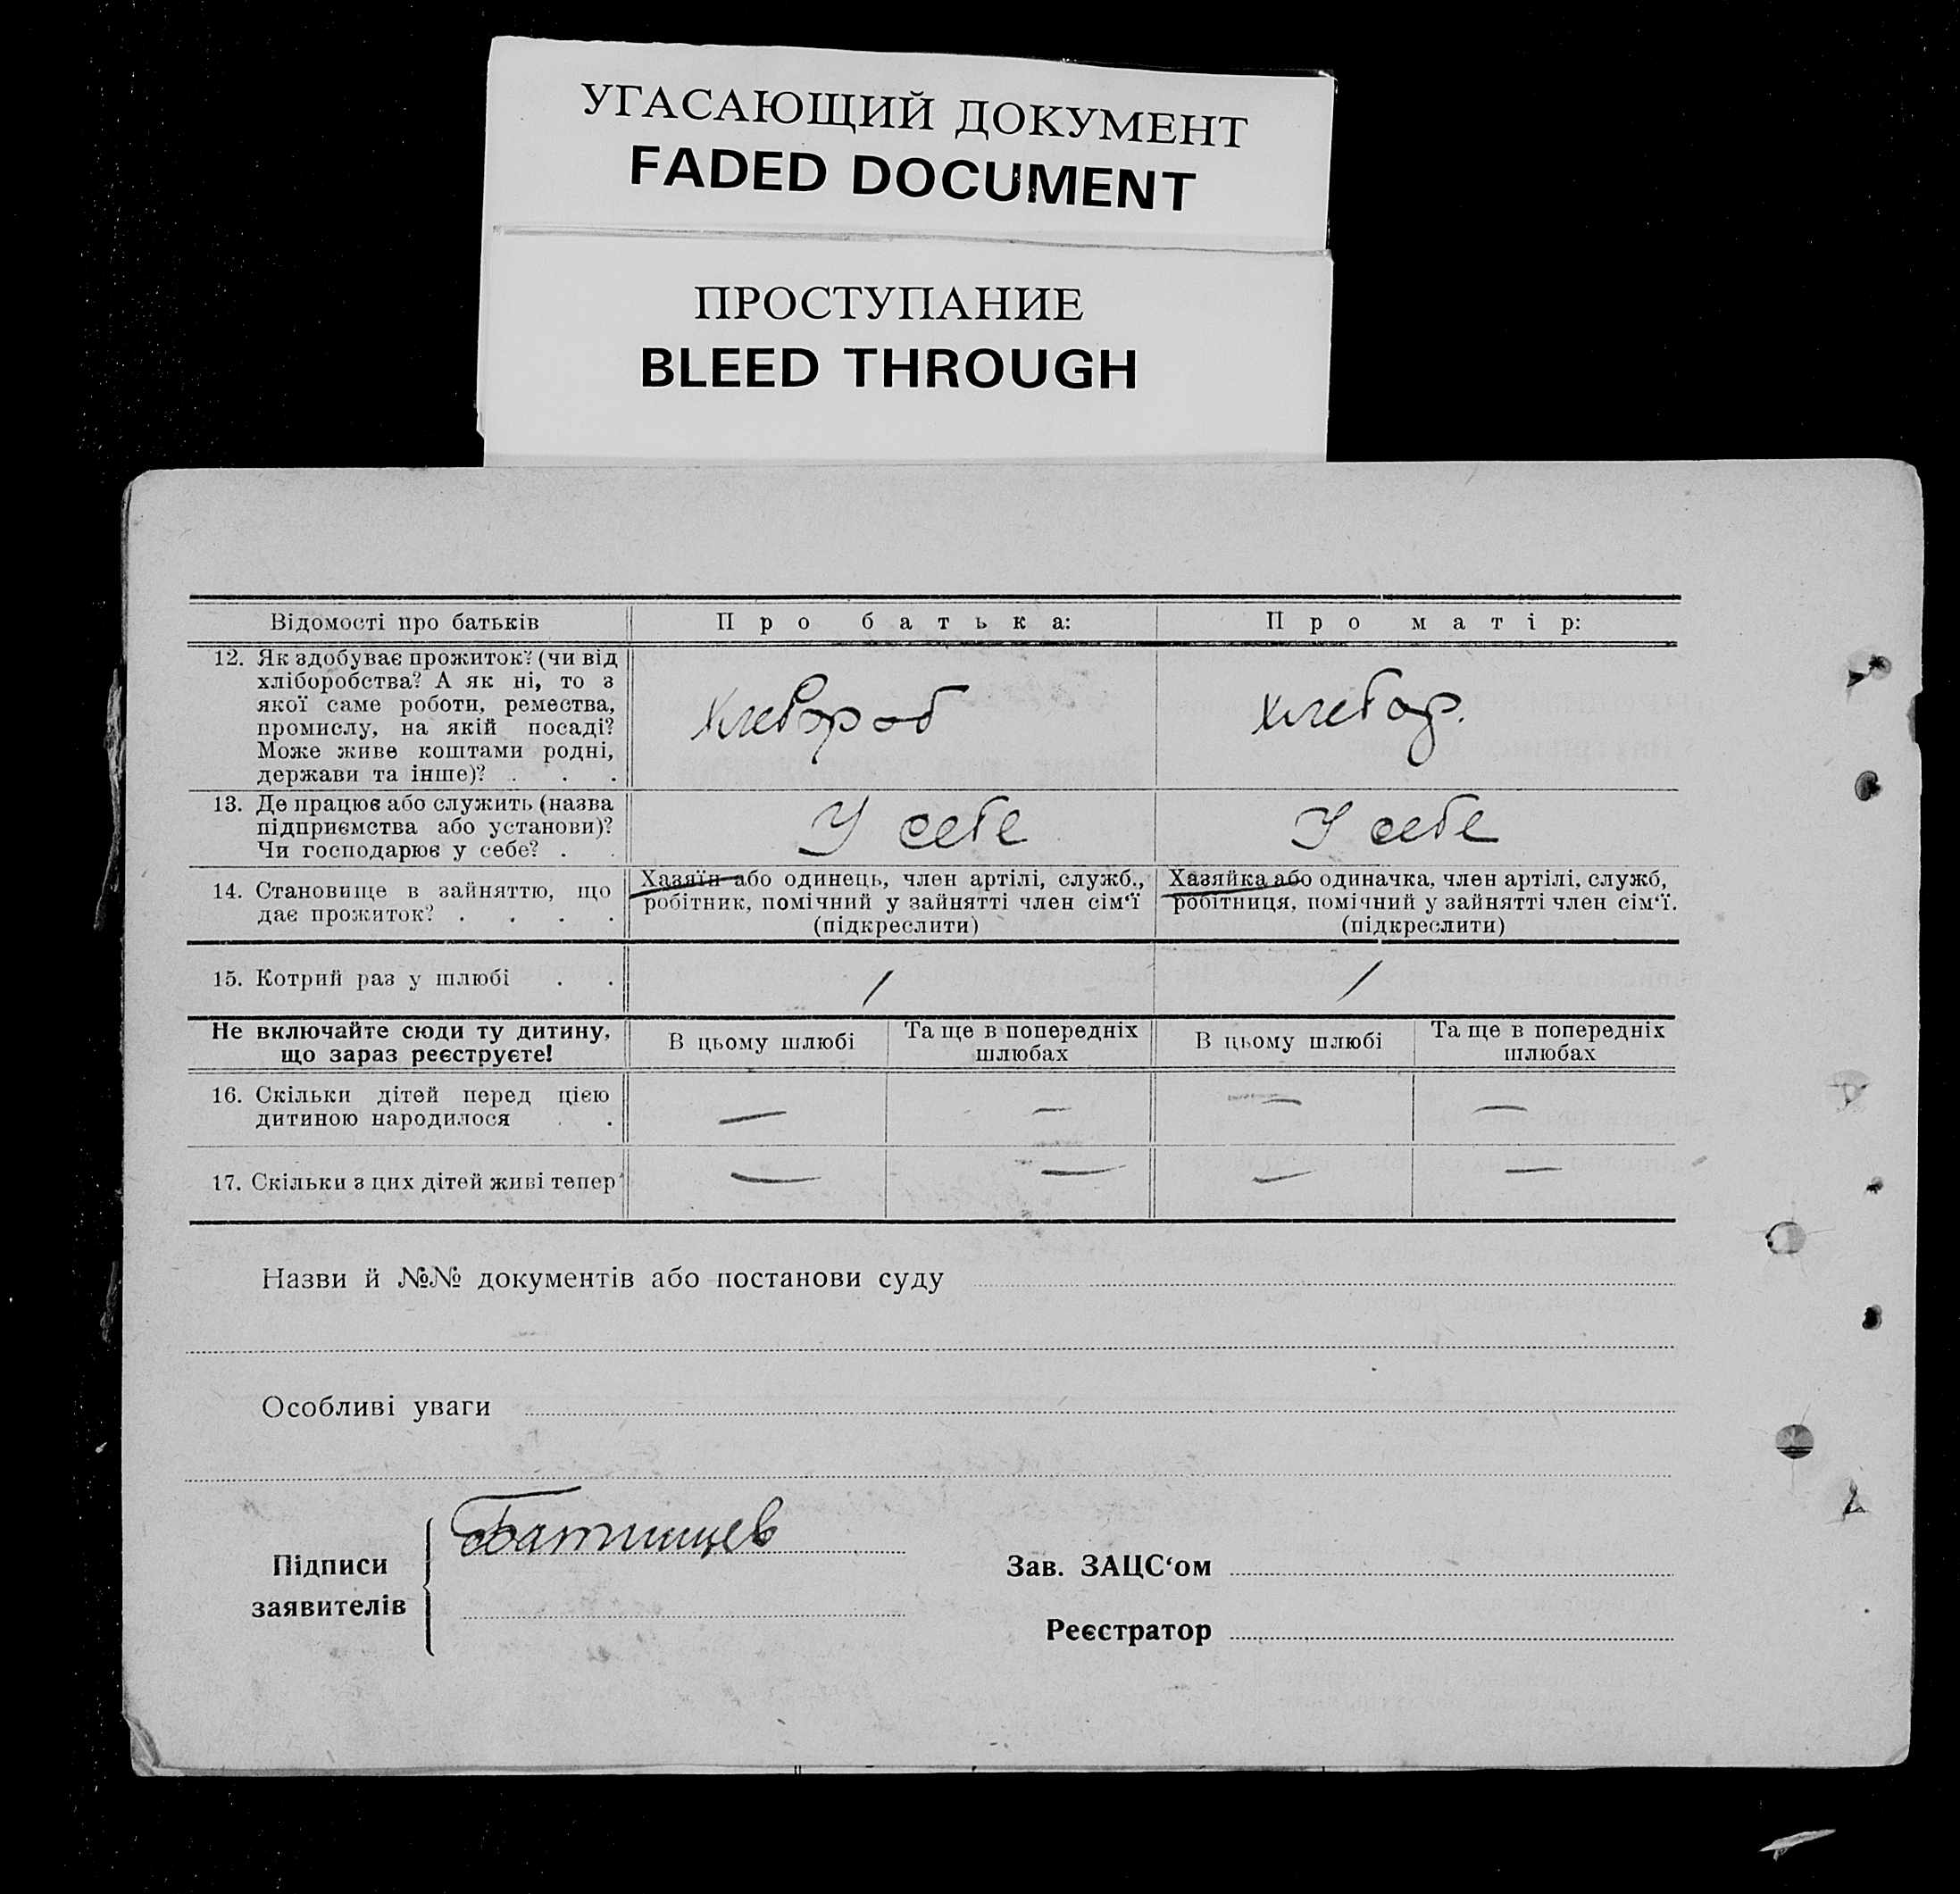 УГАСАЮЩИЙ ДОКУМЕНТ
FADED DOCUMENT
ПРОСТУПАНИЕ
BLEED THROUGH
Відомості про батьків
Про батька:
Про матір:
12. Як здобуває прожиток? (чи від
хліборобства? А як ні, то з
якої саме роботи, ремества,
промислу, на якій посаді?
Може живе коштами родні,
держави та інше)? . . .
Хлебороб
Хлебор.
13. Де працює або служить (назва
підприємства або установи)?
Чи господарює у себе? . .
У себе
У себе
14. Становище в зайняттю, що
дає прожиток? . . . .
Хазяїн або одинець, член артілі, служб.,
робітник, помічний у зайнятті член сім‘ї
(підкреслити)
Хазяйка або одиначка, член артілі, служб,
робітниця, помічний у зайнятті член сім‘ї.
(підкреслити)
15. Котрий раз у шлюбі . .
/
/
Не включайте сюди ту дитину,
що зараз реєструєте!
В цьому шлюбі
Та ще в попередніх
шлюбах
В цьому шлюбі
Та ще в попередніх
шлюбах
16. Скільки дітей перед цією
дитиною народилося . .
— — — —
17. Скільки з цих дітей живі тепер
— — — —
Назви й №№ документів або постанови суду
Особливі уваги
Підписи
заявителів
Батищев
Зав. ЗАЦС‘ом
Реєстратор